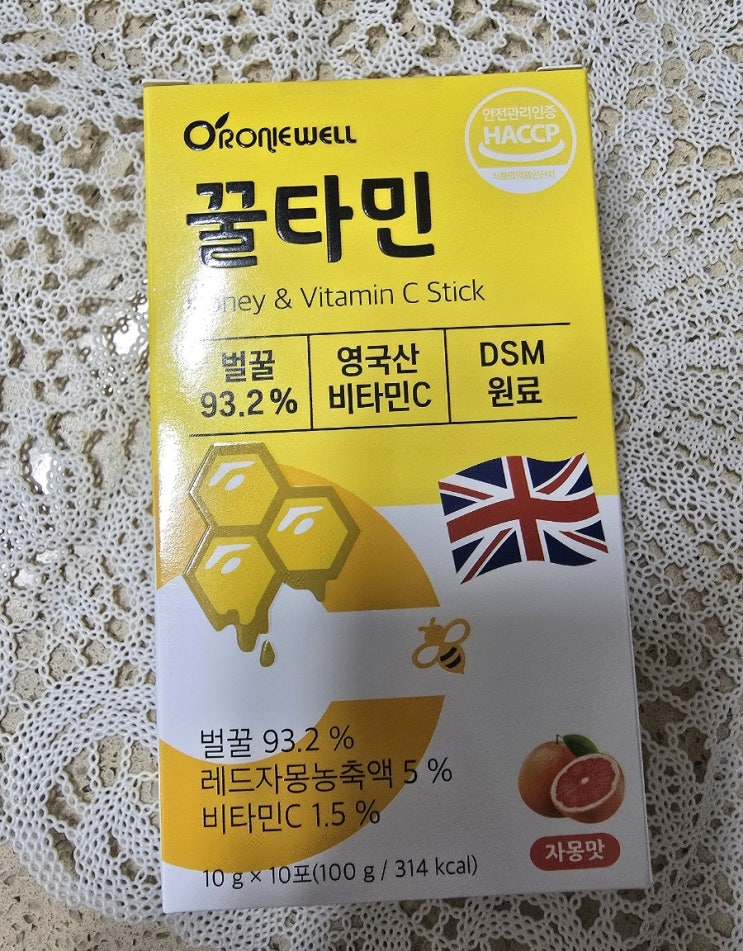 O'RONIEWELL
안전관리인증
HACCP
식품의약품안전처
꿀타민
Honey & Vitamin C Stick
벌꿀
93.2%
영국산
비타민C
DSM
원료
벌꿀 93.2 %
레드자몽농축액 5 %
비타민C 1.5 %
10 g × 10포(100 g / 314 kcal)
자몽맛